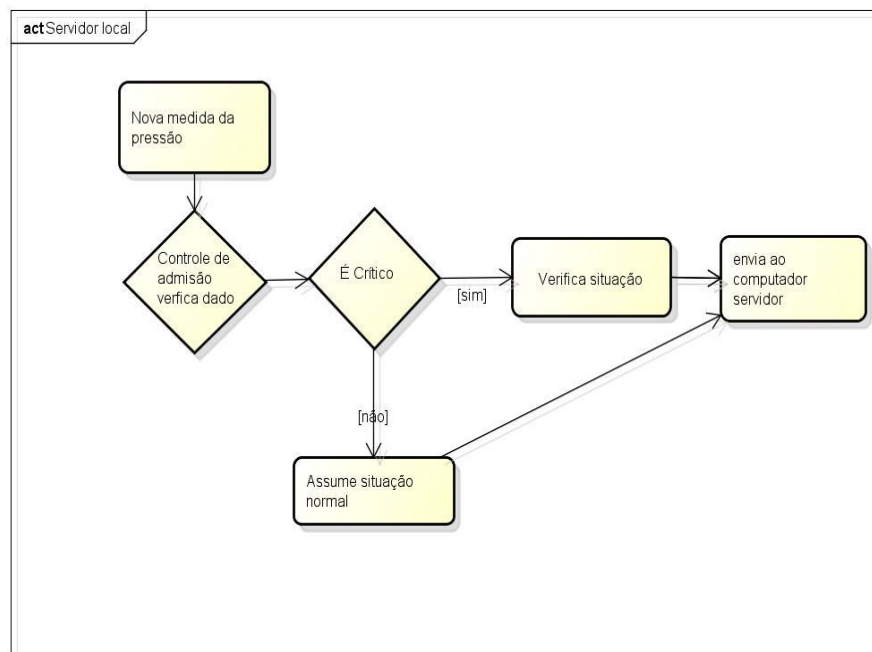 act Servidor local
Nova medida da
pressão
Controle de
admisão
verfica dado
É Crítico
[sim]
Verifica situação
envia ao
computador
servidor
[não]
Assume situação
normal